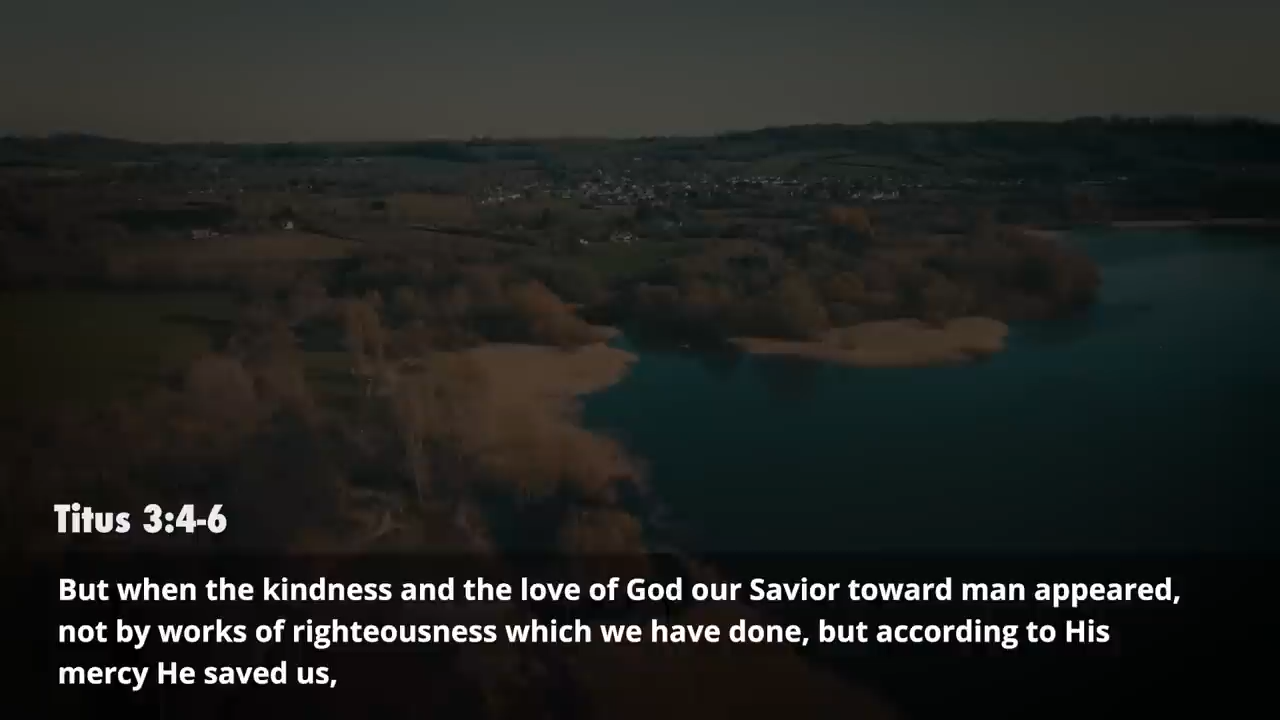 Titus 3:4-6
But when the kindness and the love of God our Savior toward man appeared,
not by works of righteousness which we have done, but according to His
mercy He saved us,